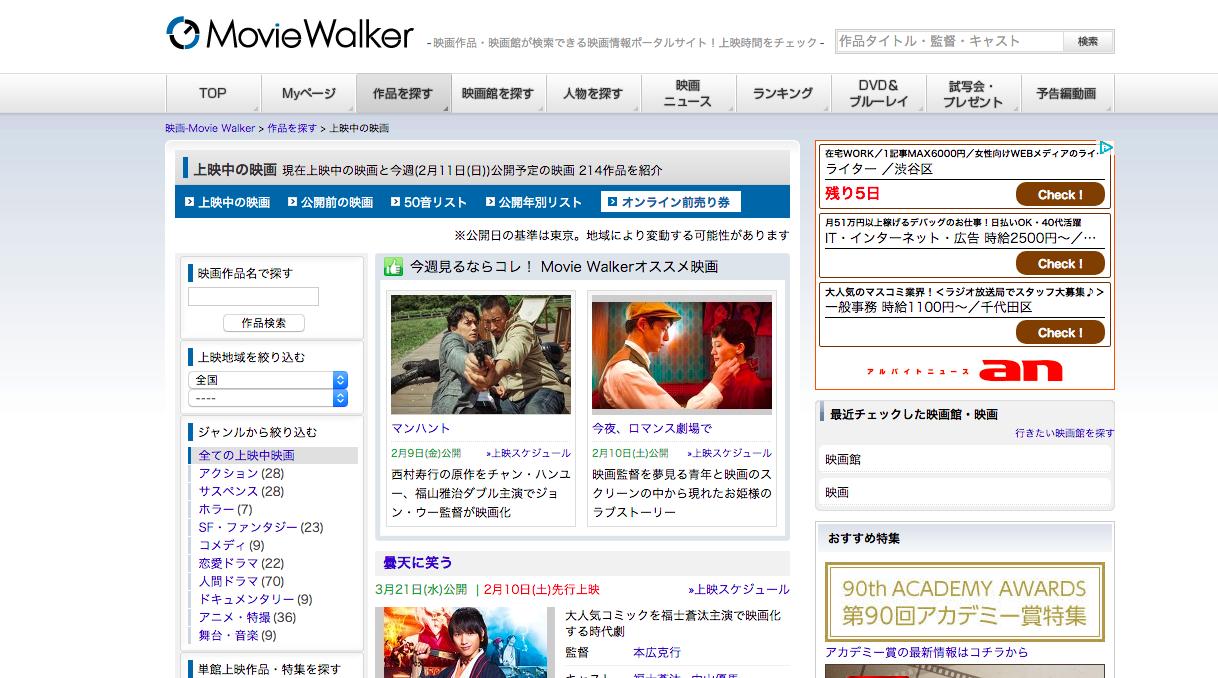 MovieWalker
- 映画作品・映画館が検索できる映画情報ポータルサイト！上映時間をチェック -
作品タイトル・監督・キャスト
検索
TOP
Myページ
作品を探す
映画館を探す
人物を探す
映画
ニュース
ランキング
DVD＆
ブルーレイ
試写会・
プレゼント
予告編動画
映画-Movie Walker > 作品を探す > 上映中の映画
上映中の映画 現在上映中の映画と今週(2月11日(日))公開予定の映画 214作品を紹介
上映中の映画
公開前の映画
50音リスト
公開年別リスト
オンライン前売り券
※公開日の基準は東京。地域により変動する可能性があります
映画作品名で探す
作品検索
上映地域を絞り込む
全国
----
ジャンルから絞り込む
全ての上映中映画
アクション (28)
サスペンス (28)
ホラー (7)
SF・ファンタジー (23)
コメディ (9)
恋愛ドラマ (22)
人間ドラマ (70)
ドキュメンタリー (9)
アニメ・特撮 (36)
舞台・音楽 (9)
単館上映作品・特集を探す
今週見るならコレ！ Movie Walkerオススメ映画
マンハント
2月9日(金)公開 »上映スケジュール
西村寿行の原作をチャン・ハンユ
ー、福山雅治ダブル主演でジョ
ン・ウー監督が映画化
今夜、ロマンス劇場で
2月10日(土)公開 »上映スケジュール
映画監督を夢見る青年と映画のス
クリーンの中から現れたお姫様の
ラブストーリー
曇天に笑う
3月21日(水)公開 ｜2月10日(土)先行上映 »上映スケジュール
大人気コミックを福士蒼汰主演で映画化
する時代劇
監督 本広克行
キャスト 福士蒼汰、中山優馬
在宅WORK／1記事MAX6000円／女性向けWEBメディアのライ…
ライター ／渋谷区
残り5日
Check！
月51万円以上稼げるデバッグのお仕事！日払いOK・40代活躍
IT・インターネット・広告 時給2500円～／…
Check！
大人気のマスコミ業界！＜ラジオ放送局でスタッフ大募集♪＞
一般事務 時給1100円～／千代田区
Check！
アルバイトニュース an
最近チェックした映画館・映画
行きたい映画館を探す
映画館
映画
おすすめ特集
90th ACADEMY AWARDS
第90回アカデミー賞特集
アカデミー賞の最新情報はコチラから